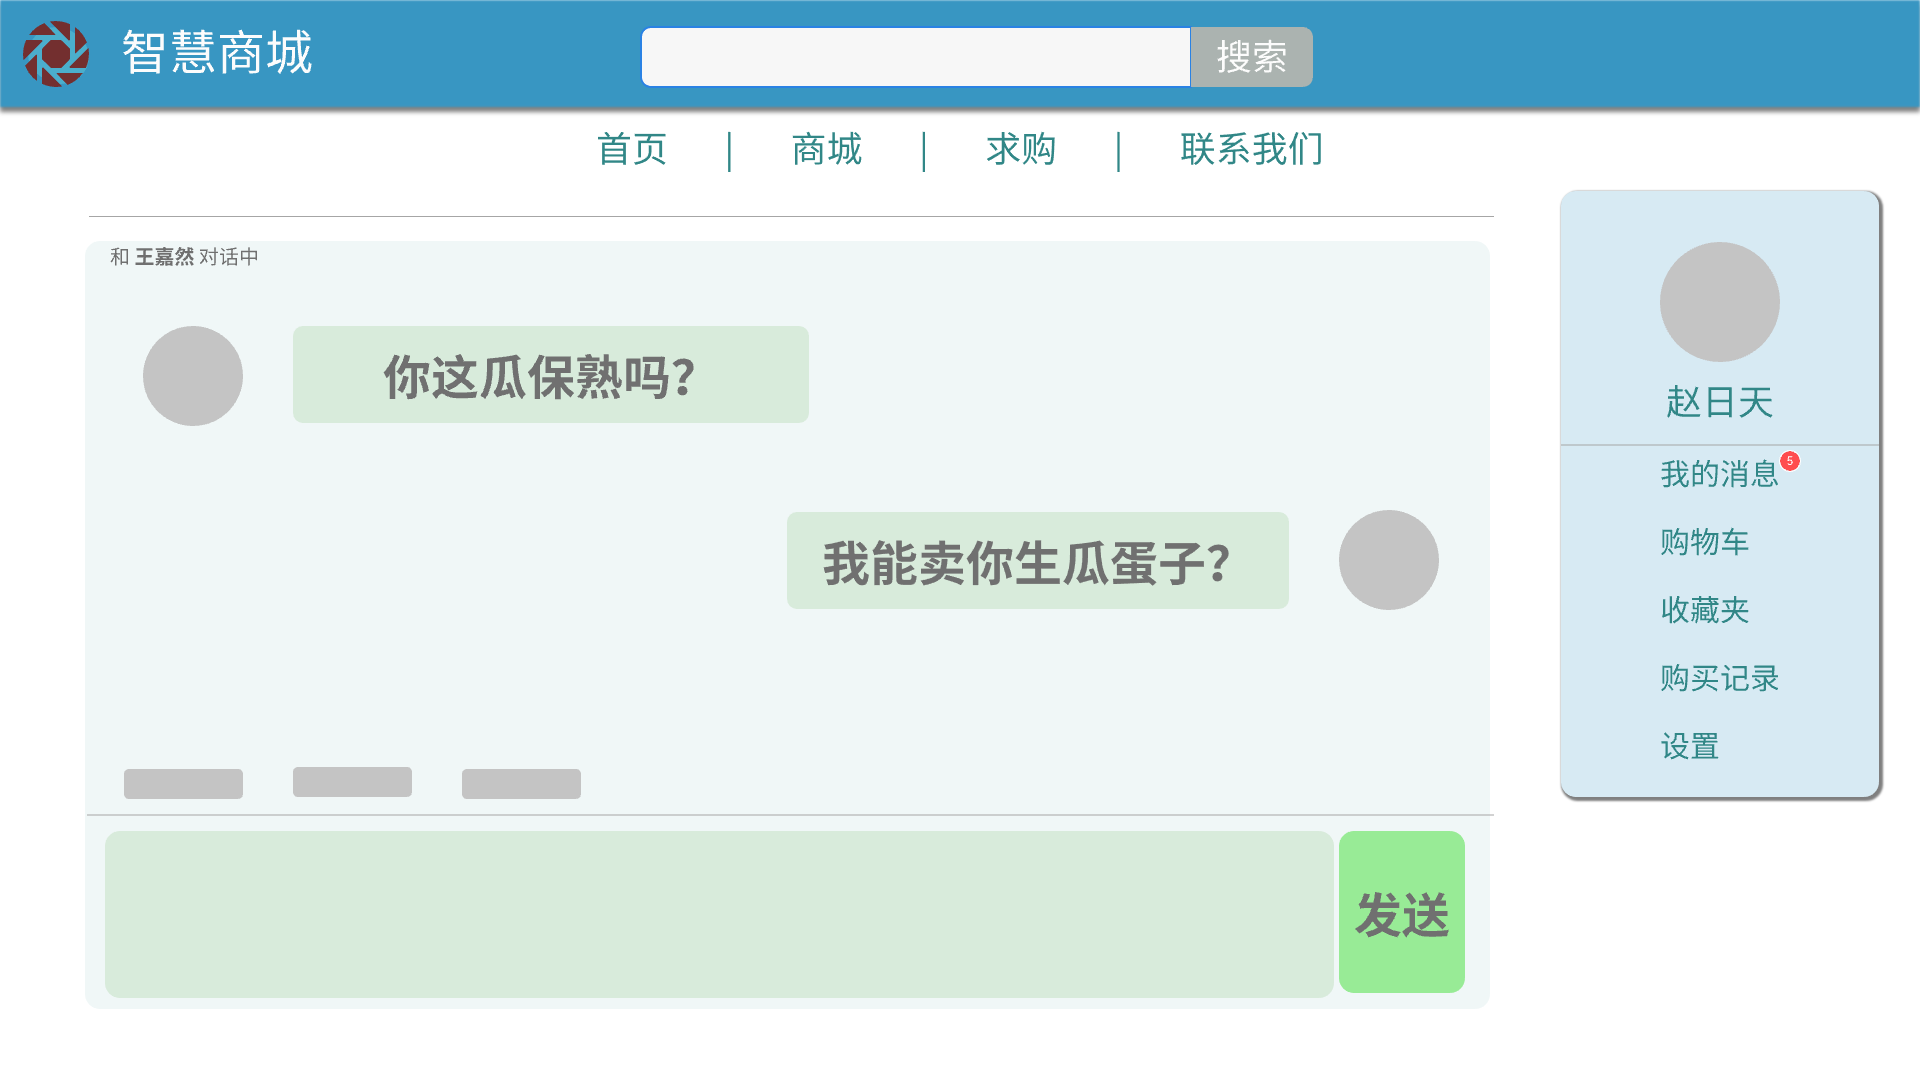 智慧商城
搜索
首页 | 商城 | 求购 | 联系我们
和 王嘉然 对话中
你这瓜保熟吗?
我能卖你生瓜蛋子?
发送
赵日天
我的消息 5
购物车
收藏夹
购买记录
设置